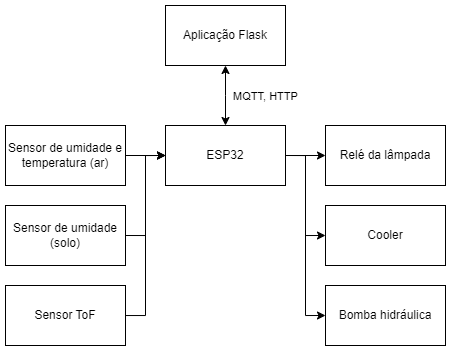 Aplicação Flask
MQTT, HTTP
Sensor de umidade e
temperatura (ar)
ESP32
Relé da lâmpada
Sensor de umidade
(solo)
Cooler
Sensor ToF
Bomba hidráulica